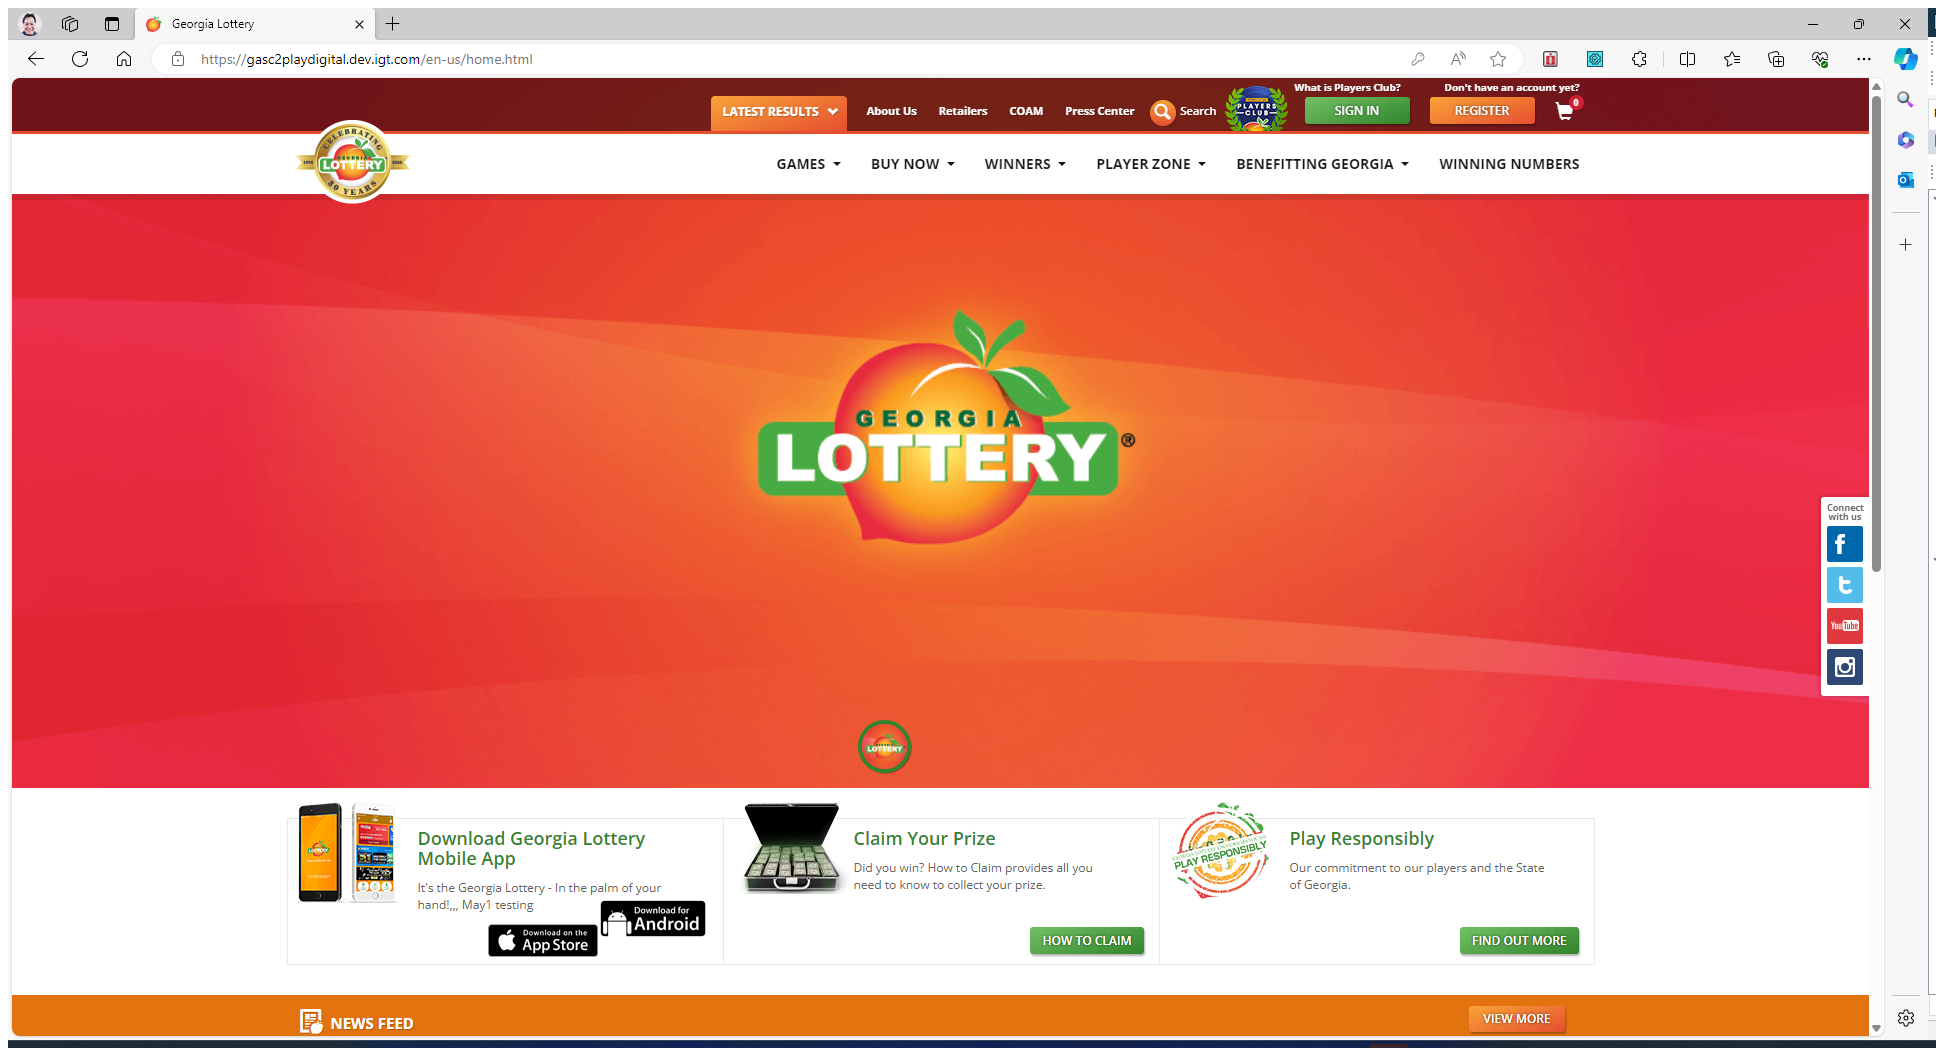 Georgia Lottery
https://gasc2playdigital.dev.igt.com/en-us/home.html
What is Players Club?
Don't have an account yet?
LATEST RESULTS
About Us
Retailers
COAM
Press Center
Search
PLAYERS
CLUB
SIGN IN
REGISTER
0
CELEBRATING
GEORGIA
LOTTERY
30 YEARS
GAMES
BUY NOW
WINNERS
PLAYER ZONE
BENEFITTING GEORGIA
WINNING NUMBERS
GEORGIA
LOTTERY®
Connect
with us
You Tube
LOTTERY
Download Georgia Lottery
Mobile App
It's the Georgia Lottery - In the palm of your
hand!,,, May1 testing
Download for
Android
Download on the
App Store
Claim Your Prize
Did you win? How to Claim provides all you
need to know to collect your prize.
HOW TO CLAIM
PLAY RESPONSIBLY
Play Responsibly
Our commitment to our players and the State
of Georgia.
FIND OUT MORE
NEWS FEED
VIEW MORE